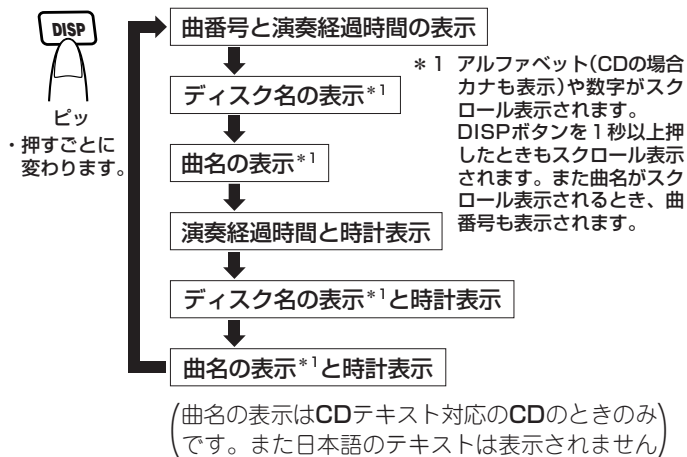 DISP
ピッ
・押すごとに
変わります。
曲番号と演奏経過時間の表示
ディスク名の表示*1
曲名の表示*1
演奏経過時間と時計表示
ディスク名の表示*1と時計表示
曲名の表示*1と時計表示
*1 アルファベット(CDの場合
カナも表示)や数字がスク
ロール表示されます。
DISPボタンを1秒以上押
したときもスクロール表示
されます。また曲名がスク
ロール表示されるとき、曲
番号も表示されます。
(曲名の表示はCDテキスト対応のCDのときのみ
です。また日本語のテキストは表示されません)